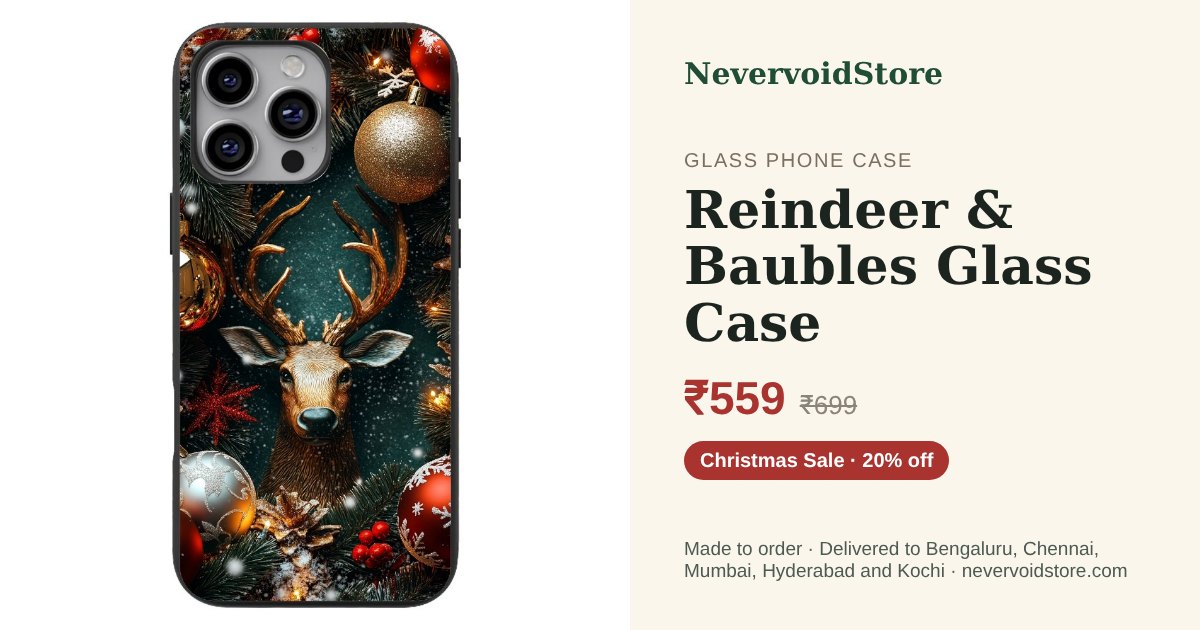 NevervoidStore
GLASS PHONE CASE
Reindeer &
Baubles Glass
Case
₹559 ₹699
Christmas Sale · 20% off
Made to order · Delivered to Bengaluru, Chennai,
Mumbai, Hyderabad and Kochi · nevervoidstore.com